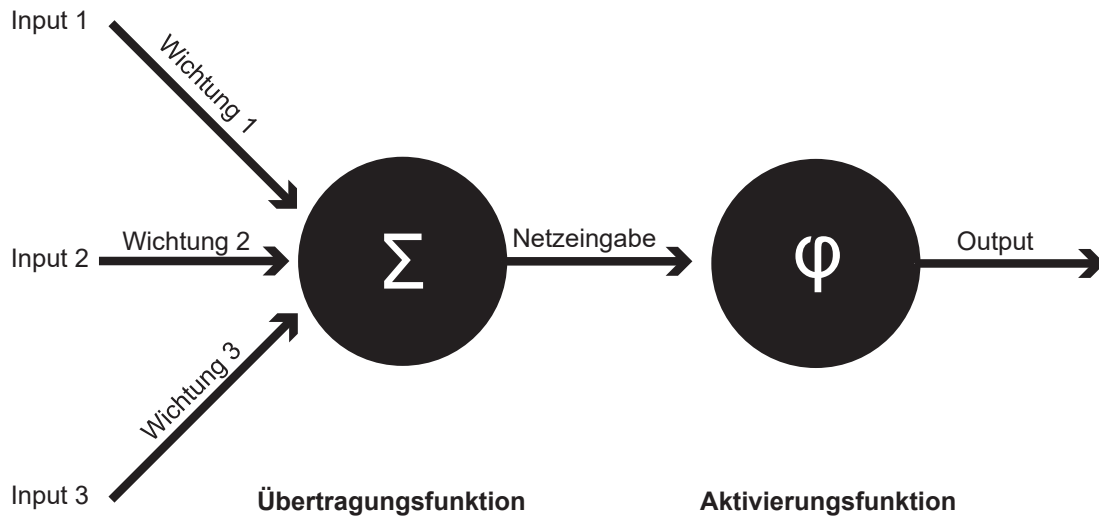 Input 1
Wichtung 1
Input 2
Wichtung 2
Σ
Netzeingabe
φ
Output
Wichtung 3
Input 3
Übertragungsfunktion
Aktivierungsfunktion